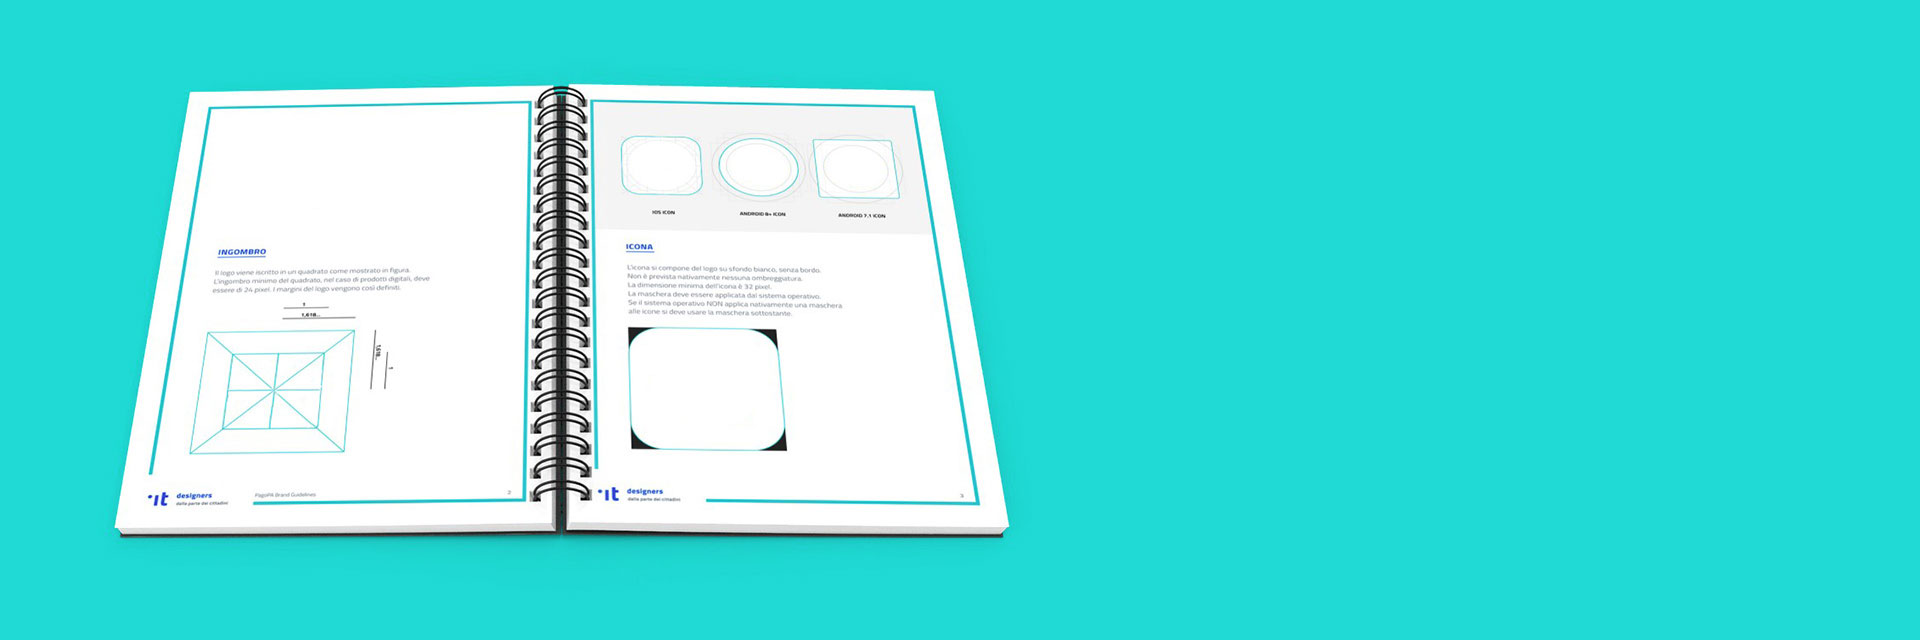 INGOMBRO
Il logo viene iscritto in un quadrato come mostrato in figura.
L'ingombro minimo del quadrato, nel caso di prodotti digitali, deve
essere di 24 pixel. I margini del logo vengono così definiti.
1
1,618...
1,618...
1
·it designers
dalla parte dei cittadini
PagoPA Brand Guidelines
2
IOS ICON
ANDROID 8+ ICON
ANDROID 7.1 ICON
ICONA
L'icona si compone del logo su sfondo bianco, senza bordo.
Non è prevista nativamente nessuna ombreggiatura.
La dimensione minima dell'icona è 32 pixel.
La maschera deve essere applicata dal sistema operativo.
Se il sistema operativo NON applica nativamente una maschera
alle icone si deve usare la maschera sottostante.
·it designers
dalla parte dei cittadini
3